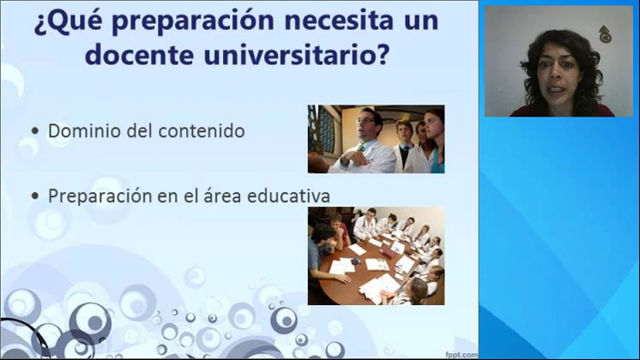 ¿Qué preparación necesita un
docente universitario?
• Dominio del contenido
• Preparación en el área educativa
fppt.com